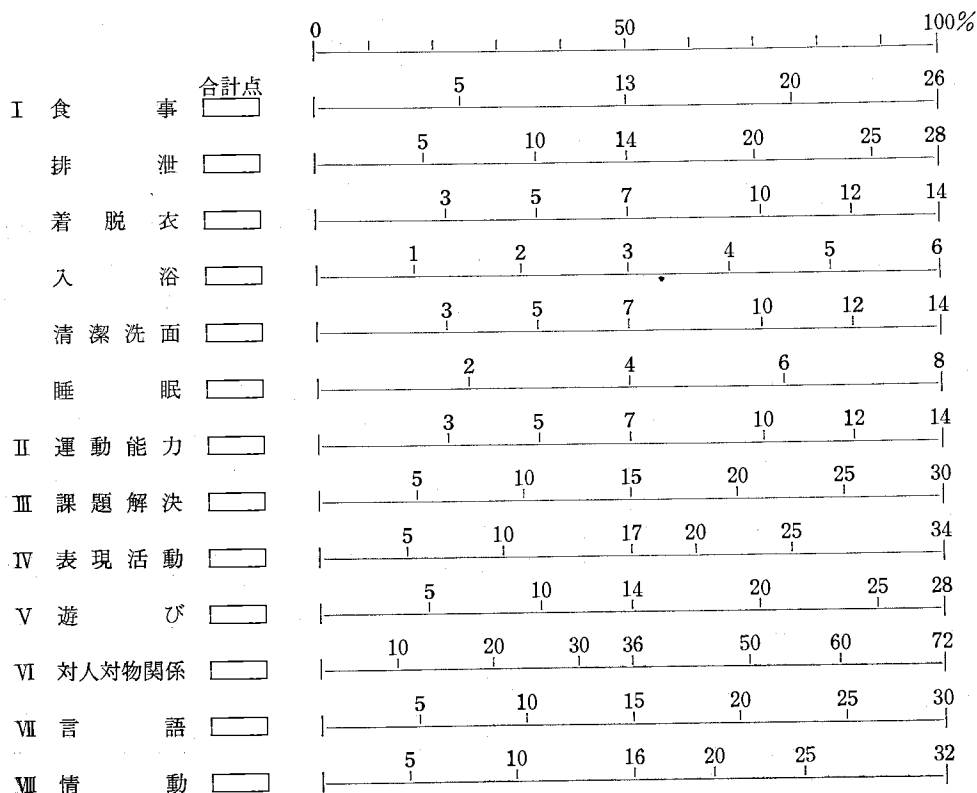 0 50 100%
合計点
5 13 20 26
I 食事
5 10 14 20 25 28
排泄
3 5 7 10 12 14
着脱衣
1 2 3 4 5 6
入浴
3 5 7 10 12 14
清潔洗面
2 4 6 8
睡眠
3 5 7 10 12 14
Ⅱ 運動能力
5 10 15 20 25 30
Ⅲ 課題解決
5 10 17 20 25 34
Ⅳ 表現活動
5 10 14 20 25 28
Ⅴ 遊び
10 20 30 36 50 60 72
Ⅵ 対人対物関係
5 10 15 20 25 30
Ⅶ 言語
5 10 16 20 25 32
Ⅷ 情動